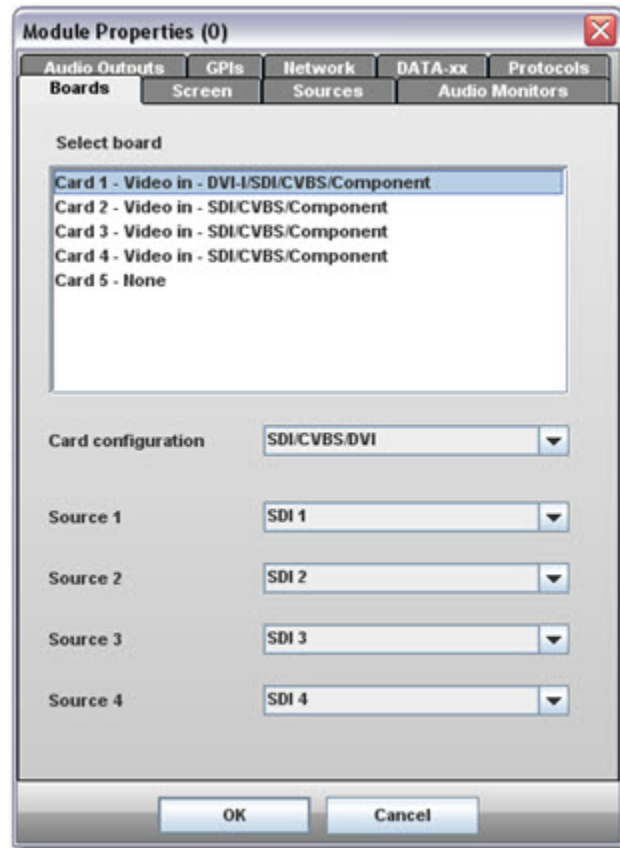 Module Properties (0)
Audio Outputs GPIs Network DATA-xx Protocols
Boards Screen Sources Audio Monitors
Select board
Card 1 - Video in - DVI-I/SDI/CVBS/Component
Card 2 - Video in - SDI/CVBS/Component
Card 3 - Video in - SDI/CVBS/Component
Card 4 - Video in - SDI/CVBS/Component
Card 5 - None
Card configuration SDI/CVBS/DVI
Source 1 SDI 1
Source 2 SDI 2
Source 3 SDI 3
Source 4 SDI 4
OK Cancel